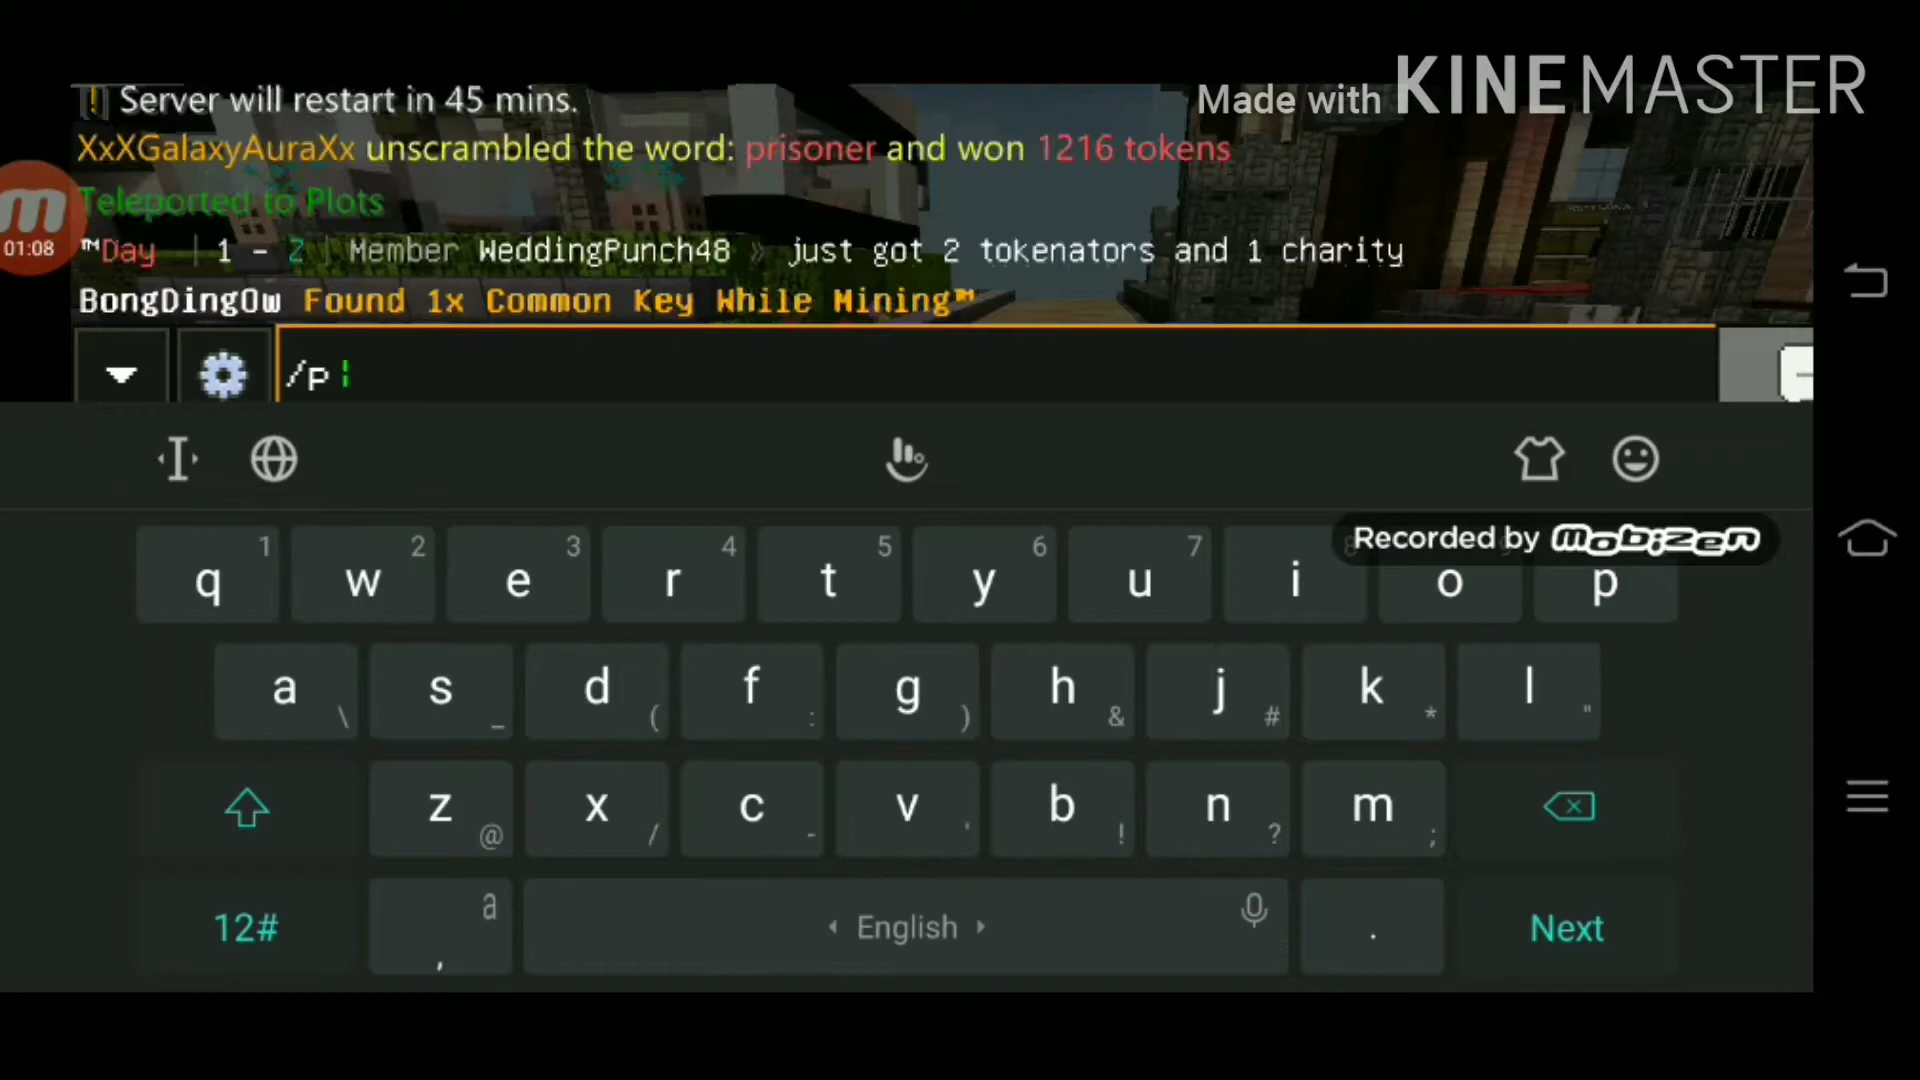 Server will restart in 45 mins.
Made with KINEMASTER
XxXGalaxyAuraXx unscrambled the word: prisoner and won 1216 tokens
Teleported to Plots
01:08
™Day | 1 - Z | Member WeddingPunch48 » just got 2 tokenators and 1 charity
BongDingOw Found 1x Common Key While Mining™
/p
Recorded by mobizen
1 2 3 4 5 6 7
q w e r t y u i o p
a s d f g h j k l
\ _ ( : ) & # * "
z x c v b n m
@ / - ' ! ? ;
12# , a English . Next